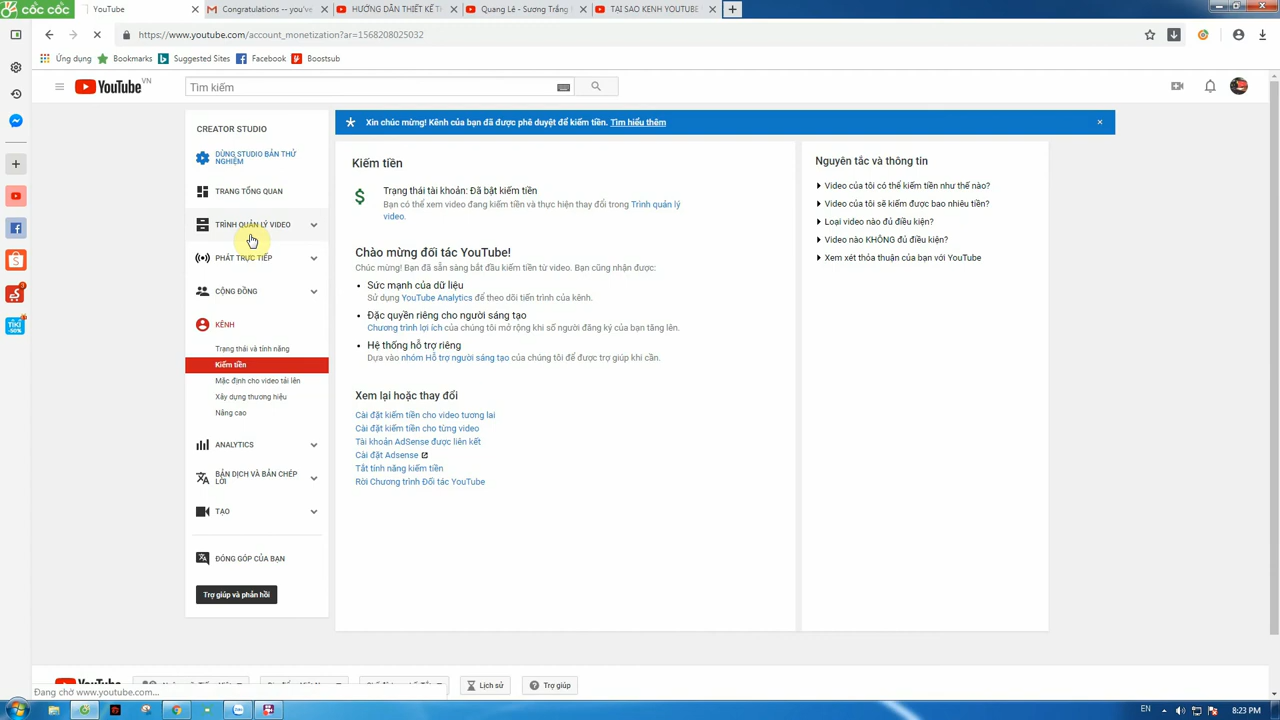 CỐC CỐC
YouTube
Congratulations -- you've
HƯỚNG DẪN THIẾT KẾ T
Quang Lê - Sương Trắng
TẠI SAO KENH YOUTUBE
https://www.youtube.com/account_monetization?ar=1568208025032
Ứng dụng
Bookmarks
Suggested Sites
Facebook
Boostsub
YouTube VN
Tìm kiếm
CREATOR STUDIO
DÙNG STUDIO BẢN THỬ
NGHIỆM
TRANG TỔNG QUAN
TRÌNH QUẢN LÝ VIDEO
PHÁT TRỰC TIẾP
CỘNG ĐỒNG
KÊNH
Trạng thái và tính năng
Kiếm tiền
Mặc định cho video tải lên
Xây dựng thương hiệu
Nâng cao
ANALYTICS
BẢN DỊCH VÀ BẢN CHÉP
LỜI
TẠO
ĐÓNG GÓP CỦA BẠN
Trợ giúp và phản hồi
Xin chúc mừng! Kênh của bạn đã được phê duyệt để kiếm tiền. Tìm hiểu thêm
Kiếm tiền
Trạng thái tài khoản: Đã bật kiếm tiền
Bạn có thể xem video đang kiếm tiền và thực hiện thay đổi trong Trình quản lý
video.
Chào mừng đối tác YouTube!
Chúc mừng! Bạn đã sẵn sàng bắt đầu kiếm tiền từ video. Bạn cũng nhận được:
Sức mạnh của dữ liệu
Sử dụng YouTube Analytics để theo dõi tiến trình của kênh.
Đặc quyền riêng cho người sáng tạo
Chương trình lợi ích của chúng tôi mở rộng khi số người đăng ký của bạn tăng lên.
Hệ thống hỗ trợ riêng
Dựa vào nhóm Hỗ trợ người sáng tạo của chúng tôi để được trợ giúp khi cần.
Xem lại hoặc thay đổi
Cài đặt kiếm tiền cho video tương lai
Cài đặt kiếm tiền cho từng video
Tài khoản AdSense được liên kết
Cài đặt Adsense
Tắt tính năng kiếm tiền
Rời Chương trình Đối tác YouTube
Nguyên tắc và thông tin
Video của tôi có thể kiếm tiền như thế nào?
Video của tôi sẽ kiếm được bao nhiêu tiền?
Loại video nào đủ điều kiện?
Video nào KHÔNG đủ điều kiện?
Xem xét thỏa thuận của bạn với YouTube
Lịch sử
Trợ giúp
Đang chờ www.youtube.com...
EN
8:23 PM